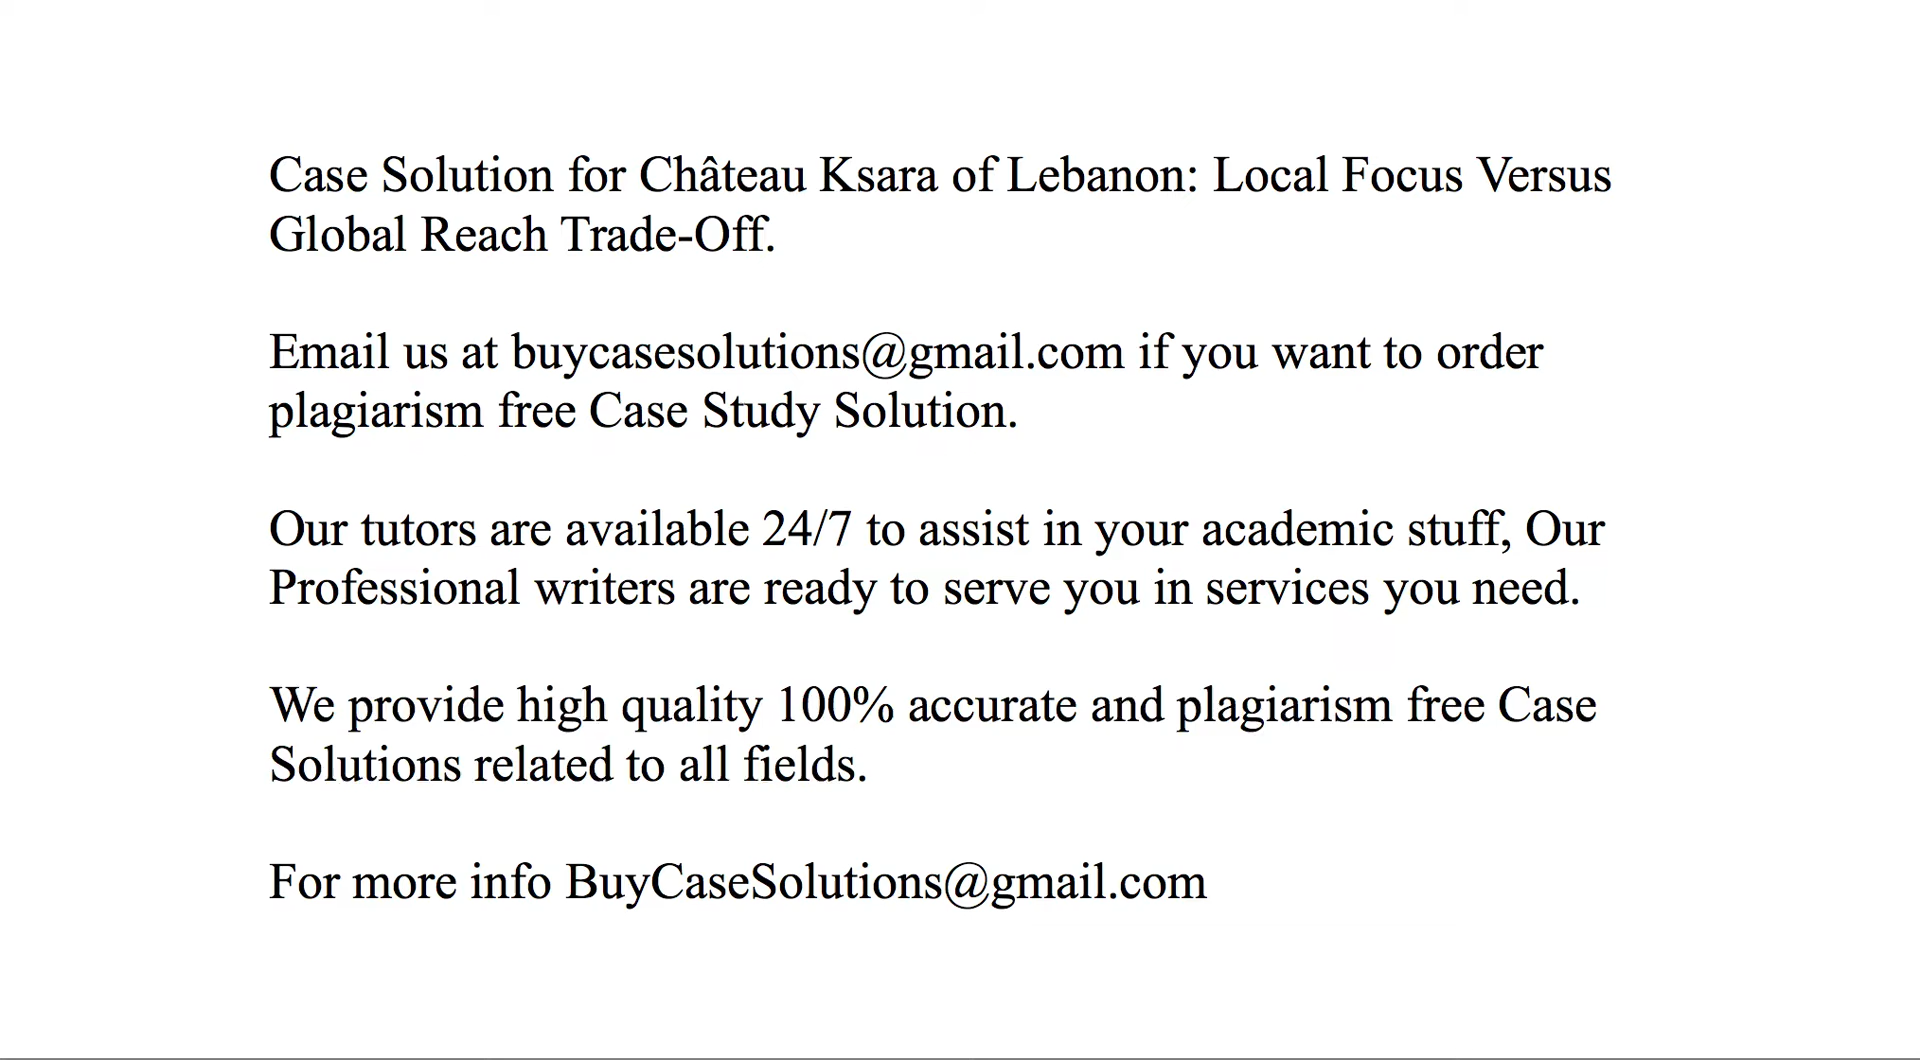 Case Solution for Château Ksara of Lebanon: Local Focus Versus
Global Reach Trade-Off.
Email us at buycasesolutions@gmail.com if you want to order
plagiarism free Case Study Solution.
Our tutors are available 24/7 to assist in your academic stuff, Our
Professional writers are ready to serve you in services you need.
We provide high quality 100% accurate and plagiarism free Case
Solutions related to all fields.
For more info BuyCaseSolutions@gmail.com